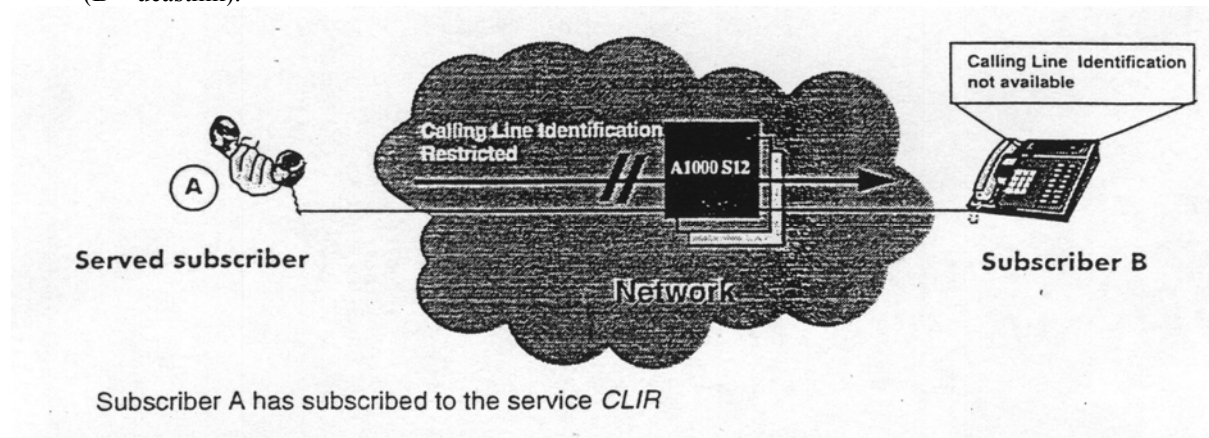 Calling Line Identification
not available
Calling Line Identification
Restricted
A1000 S12
A
Served subscriber
Subscriber B
Network
Subscriber A has subscribed to the service CLIR